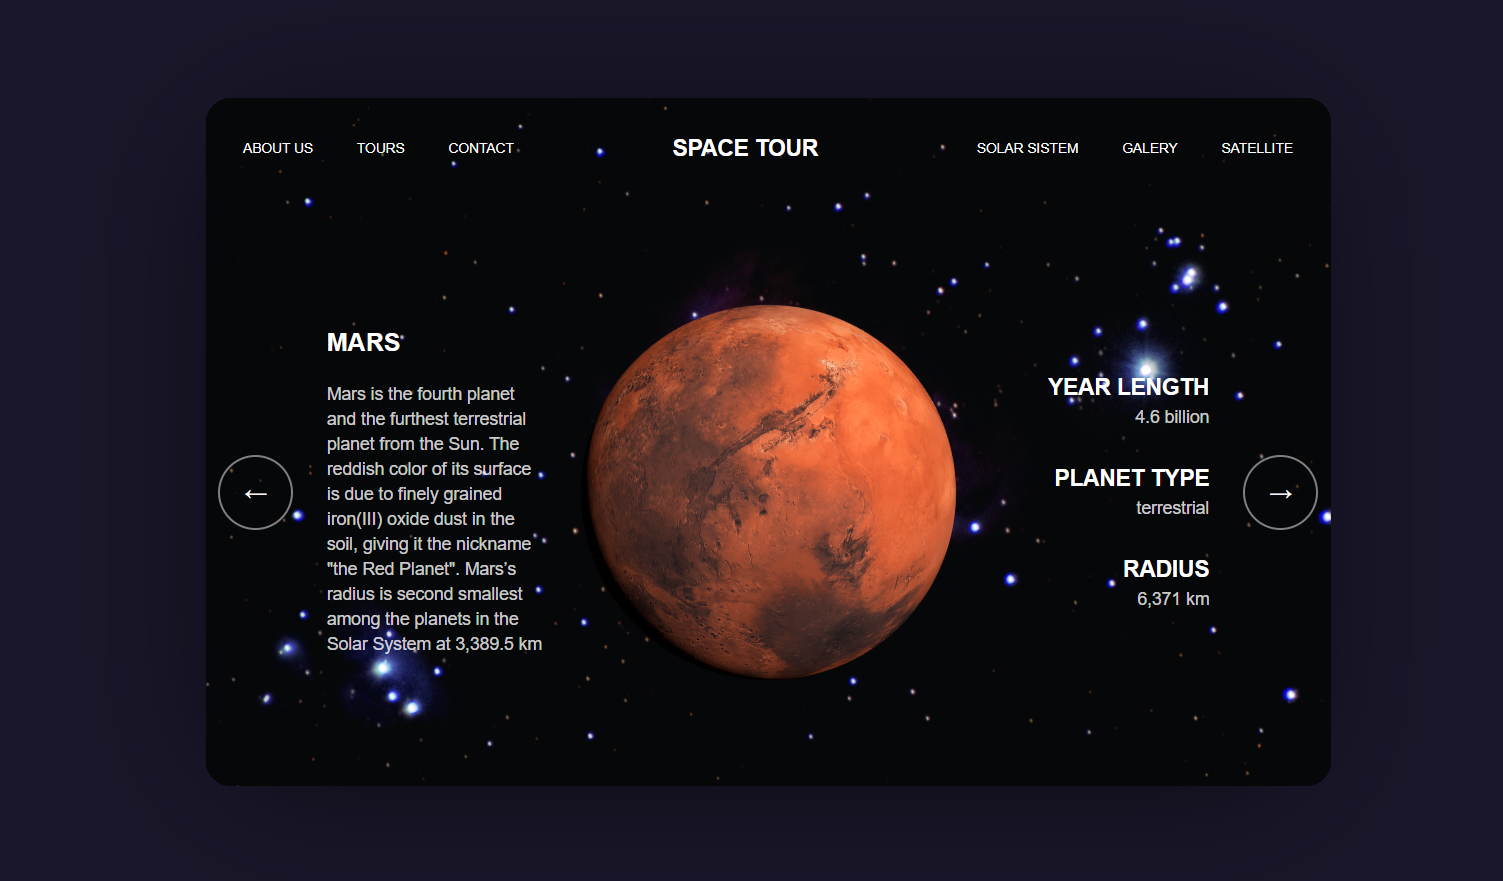 ABOUT US TOURS CONTACT SPACE TOUR SOLAR SISTEM GALERY SATELLITE
MARS
Mars is the fourth planet
and the furthest terrestrial
planet from the Sun. The
reddish color of its surface
is due to finely grained
iron(III) oxide dust in the
soil, giving it the nickname
"the Red Planet". Mars’s
radius is second smallest
among the planets in the
Solar System at 3,389.5 km
←
YEAR LENGTH
4.6 billion
PLANET TYPE
terrestrial
RADIUS
6,371 km
→